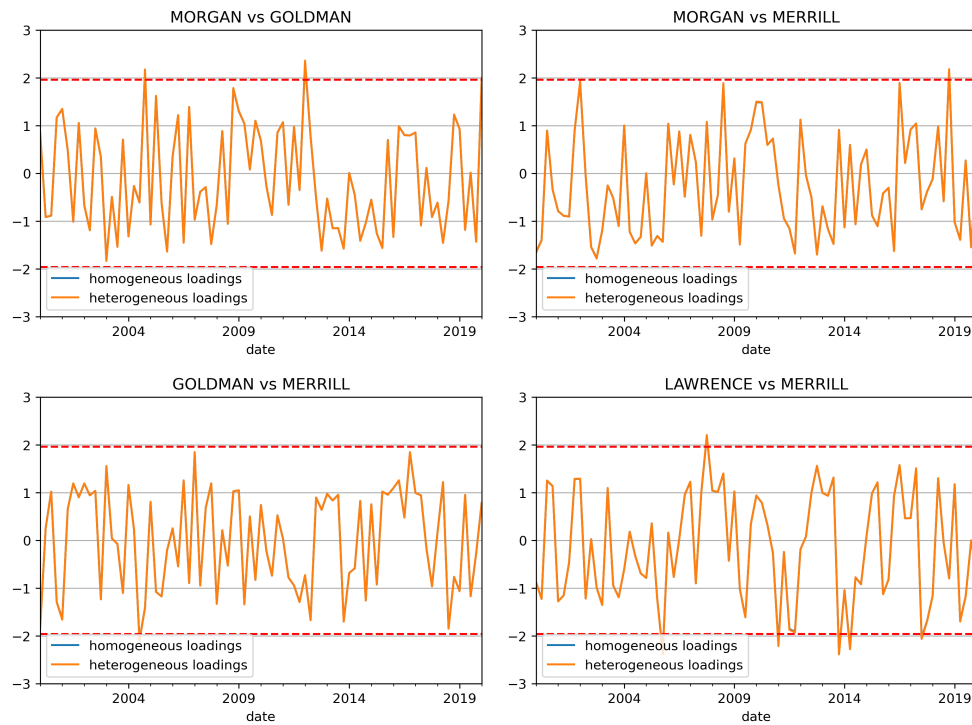 MORGAN vs GOLDMAN
3
2
1
0
−1
−2
−3
homogeneous loadings
heterogeneous loadings
2004
2009
2014
2019
date
MORGAN vs MERRILL
3
2
1
0
−1
−2
−3
homogeneous loadings
heterogeneous loadings
2004
2009
2014
2019
date
GOLDMAN vs MERRILL
3
2
1
0
−1
−2
−3
homogeneous loadings
heterogeneous loadings
2004
2009
2014
2019
date
LAWRENCE vs MERRILL
3
2
1
0
−1
−2
−3
homogeneous loadings
heterogeneous loadings
2004
2009
2014
2019
date